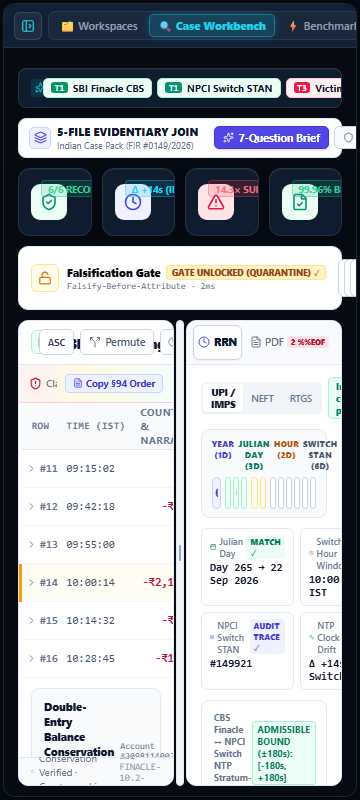 Workspaces
Case Workbench
Benchmar
T1 SBI Finacle CBS
T1 NPCI Switch STAN
T3 Victim
5-FILE EVIDENTIARY JOIN
Indian Case Pack (FIR #0149/2026)
7-Question Brief
6/6 RECO
Δ +14s (I
14.3× SU
99.96% B
Falsification Gate
GATE UNLOCKED (QUARANTINE) ✓
Falsify-Before-Attribute · 2ms
ASC
Permute
Copy §94 Order
ROW
TIME (IST)
COUNT
&
NARRA
#11 09:15:02
#12 09:42:18 -₹
#13 09:55:00
#14 10:00:14 -₹2,1
#15 10:14:32 -₹
#16 10:28:45 -₹
Double-
Entry
Balance
Conservation
Account
FINACLE-
10.2-
Conservation
Verified ·
RRN
PDF
2 %%EOF
UPI /
IMPS
NEFT
RTGS
YEAR
(1D)
JULIAN
DAY
(3D)
HOUR
(2D)
SWITCH
STAN
(6D)
Julian
Day
MATCH
✓
Day 265 → 22
Sep 2026
Switch
Hour
10:00
IST
NPCI
Switch
STAN
AUDIT
TRACE
✓
#149921
NTP
Clock
Drift
Δ +14s
CBS
Finacle
↔ NPCI
Switch
NTP
Stratum-
ADMISSIBLE
BOUND
(±180s):
[-180s,
+180s]